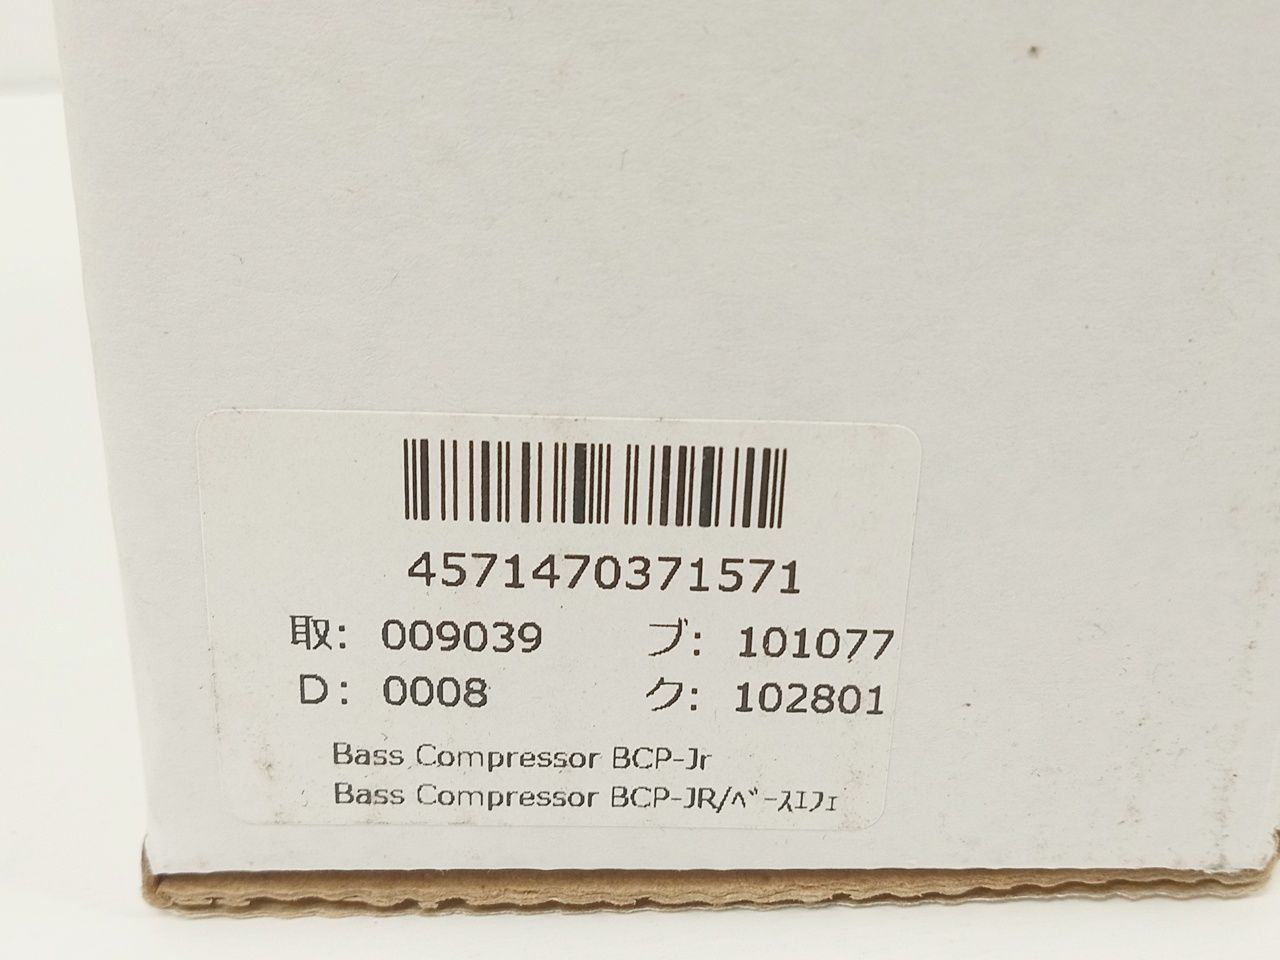 4571470371571
取: 009039 ブ: 101077
D: 0008 ク: 102801
Bass Compressor BCP-Jr
Bass Compressor BCP-JR/ﾍﾞｰｽｴﾌｪ